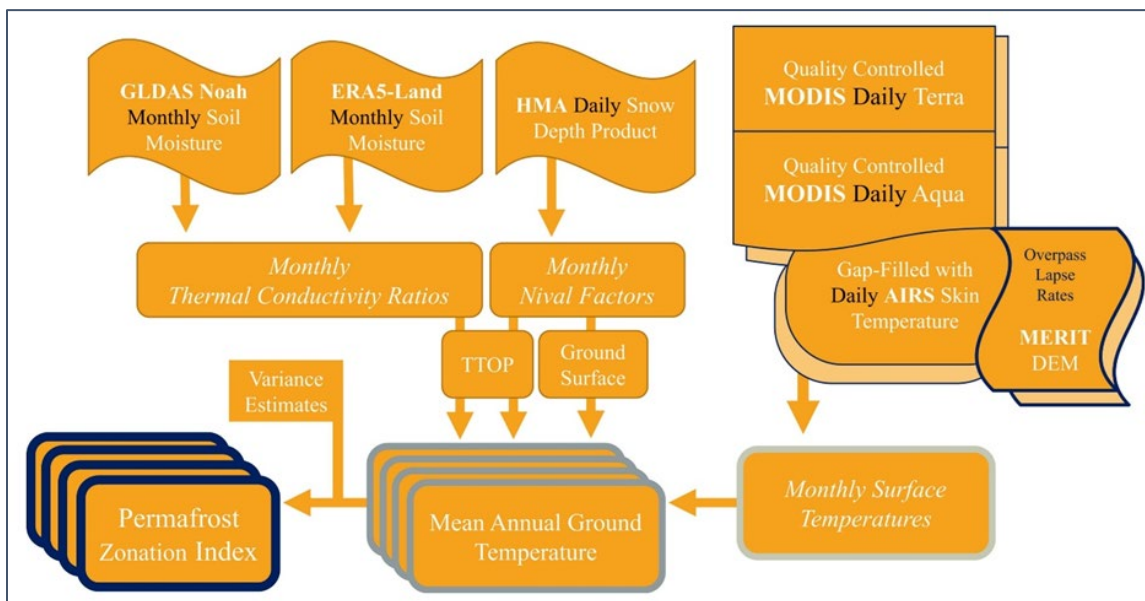 GLDAS Noah
Monthly Soil
Moisture
ERA5-Land
Monthly Soil
Moisture
HMA Daily Snow
Depth Product
Quality Controlled
MODIS Daily Terra
Quality Controlled
MODIS Daily Aqua
Gap-Filled with
Daily AIRS Skin
Temperature
Overpass
Lapse
Rates
MERIT
DEM
Monthly
Thermal Conductivity Ratios
Monthly
Nival Factors
TTOP
Ground
Surface
Variance
Estimates
Permafrost
Zonation Index
Mean Annual Ground
Temperature
Monthly Surface
Temperatures